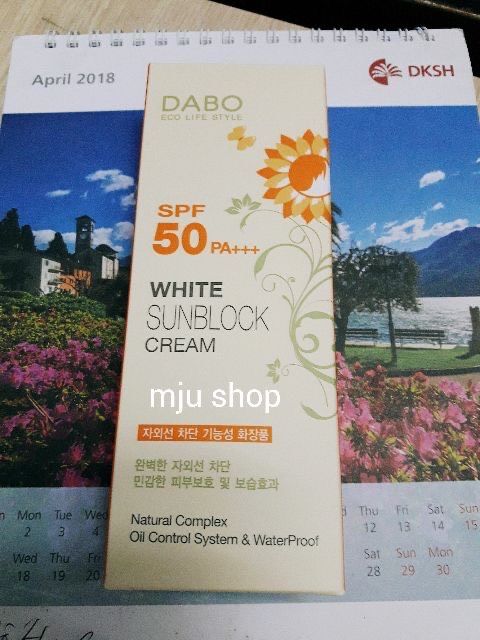 April 2018
DKSH
DABO
ECO LIFE STYLE
SPF
50 PA+++
WHITE
SUNBLOCK
CREAM
mju shop
자외선 차단 기능성 화장품
완벽한 자외선 차단
민감한 피부보호 및 보습효과
Natural Complex
Oil Control System & WaterProof
Mon Tue Wed Thu Fri Sat Sun
2 3 4 12 13 14 15
Wed Thu Fri Sat Sun Mon
18 19 20 28 29 30